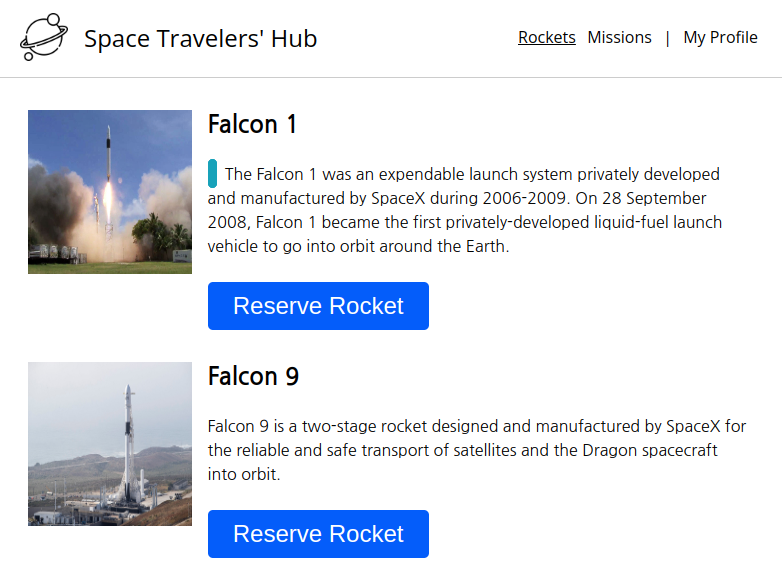 Space Travelers' Hub
Rockets Missions | My Profile
Falcon 1
The Falcon 1 was an expendable launch system privately developed
and manufactured by SpaceX during 2006-2009. On 28 September
2008, Falcon 1 became the first privately-developed liquid-fuel launch
vehicle to go into orbit around the Earth.
Reserve Rocket
Falcon 9
Falcon 9 is a two-stage rocket designed and manufactured by SpaceX for
the reliable and safe transport of satellites and the Dragon spacecraft
into orbit.
Reserve Rocket